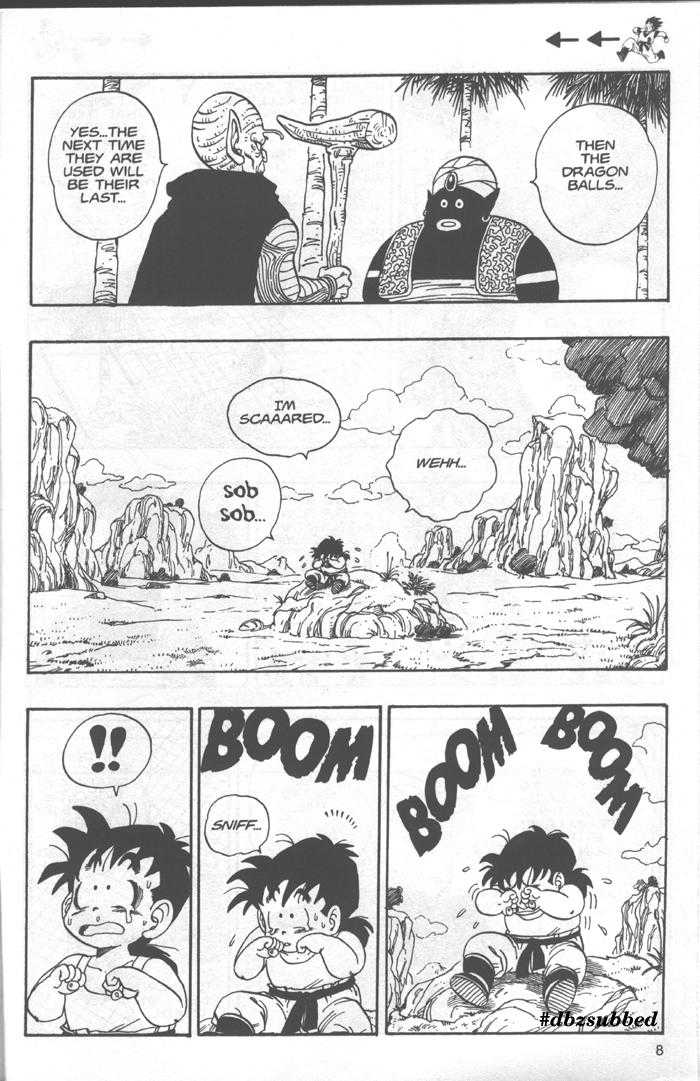 THEN
THE
DRAGON
BALLS...
YES...THE
NEXT TIME
THEY ARE
USED WILL
BE THEIR
LAST...
WEHH...
I'M
SCAAARED...
SOB
SOB...
BOOM
BOOM
BOOM
SNIFF...
!!
#dbzsubbed
8